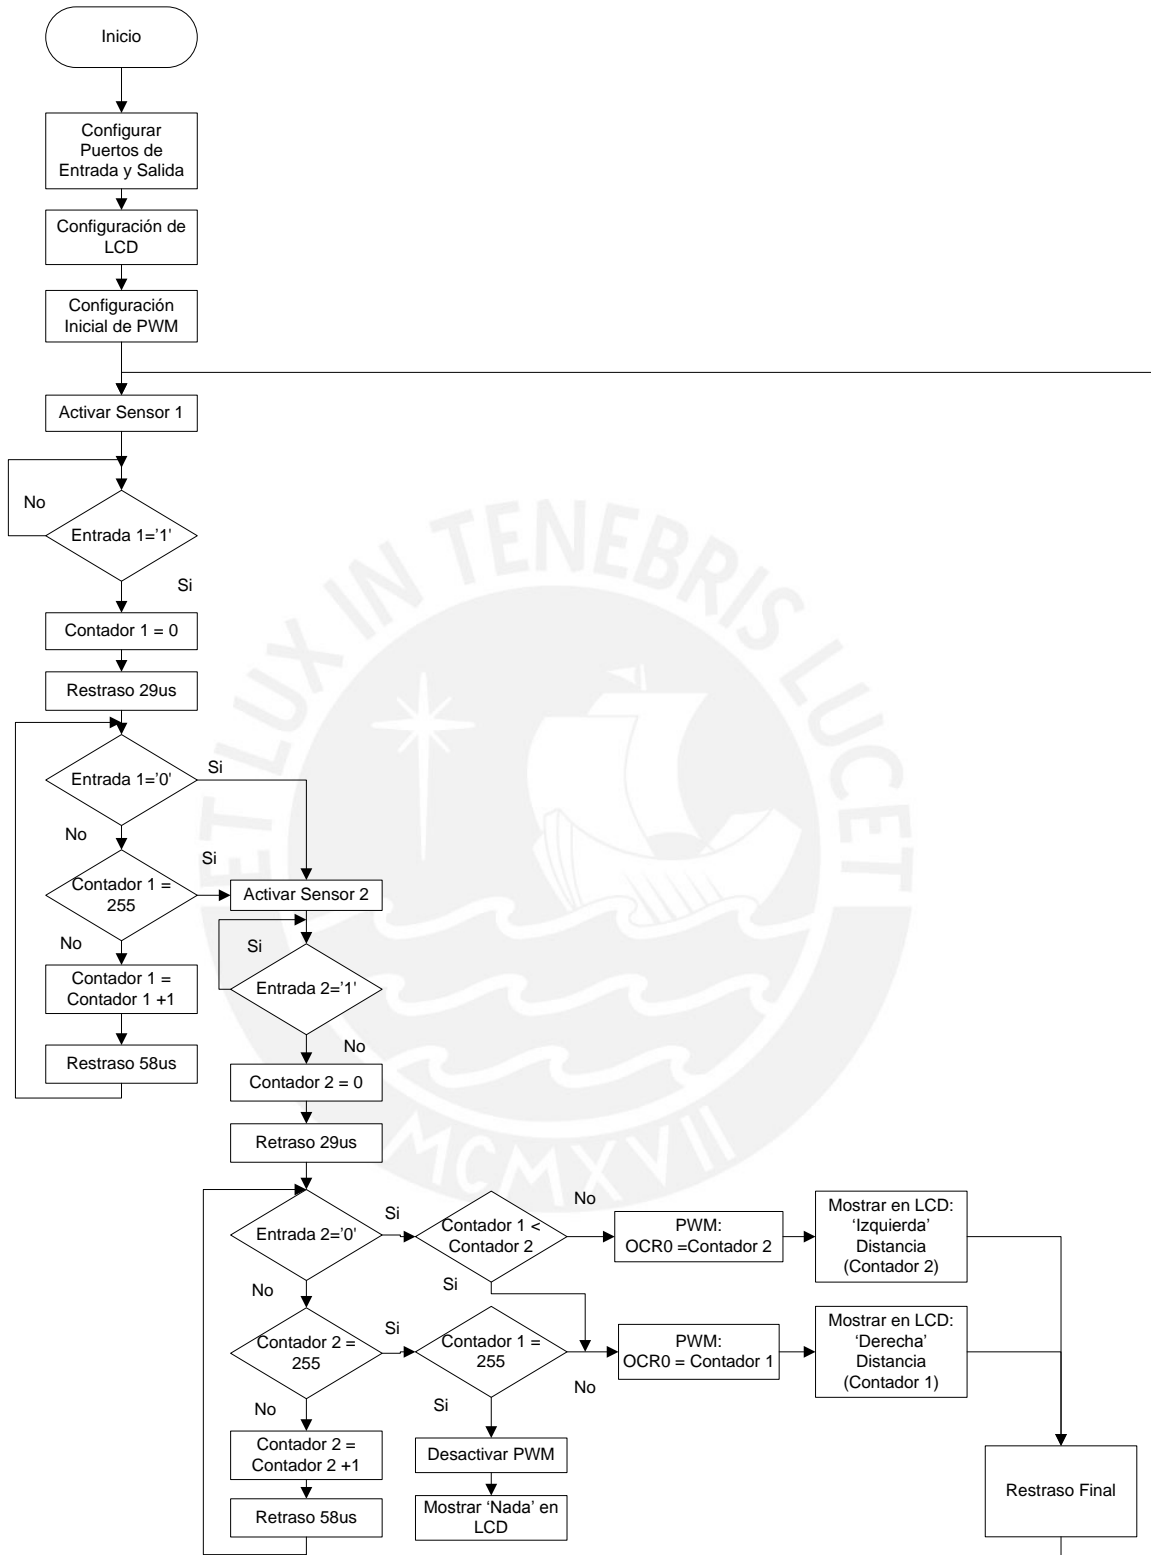 Inicio
Configurar
Puertos de
Entrada y Salida
Configuración de
LCD
Configuración
Inicial de PWM
Activar Sensor 1
No
Entrada 1='1'
Si
Contador 1 = 0
Restraso 29us
Entrada 1='0'
Si
No
Si
Contador 1 =
255
Activar Sensor 2
No
Si
Contador 1 =
Contador 1 +1
Entrada 2='1'
No
Restraso 58us
Contador 2 = 0
Retraso 29us
Entrada 2='0'
Si
Contador 1 <
Contador 2
No
PWM:
OCR0 =Contador 2
Mostrar en LCD:
'Izquierda'
Distancia
(Contador 2)
No
Si
Contador 2 =
255
Si
Contador 1 =
255
No
PWM:
OCR0 = Contador 1
Mostrar en LCD:
'Derecha'
Distancia
(Contador 1)
No
Si
Contador 2 =
Contador 2 +1
Desactivar PWM
Retraso 58us
Mostrar 'Nada' en
LCD
Restraso Final
ET LUX IN TENEBRIS LUCET
MCMXVII